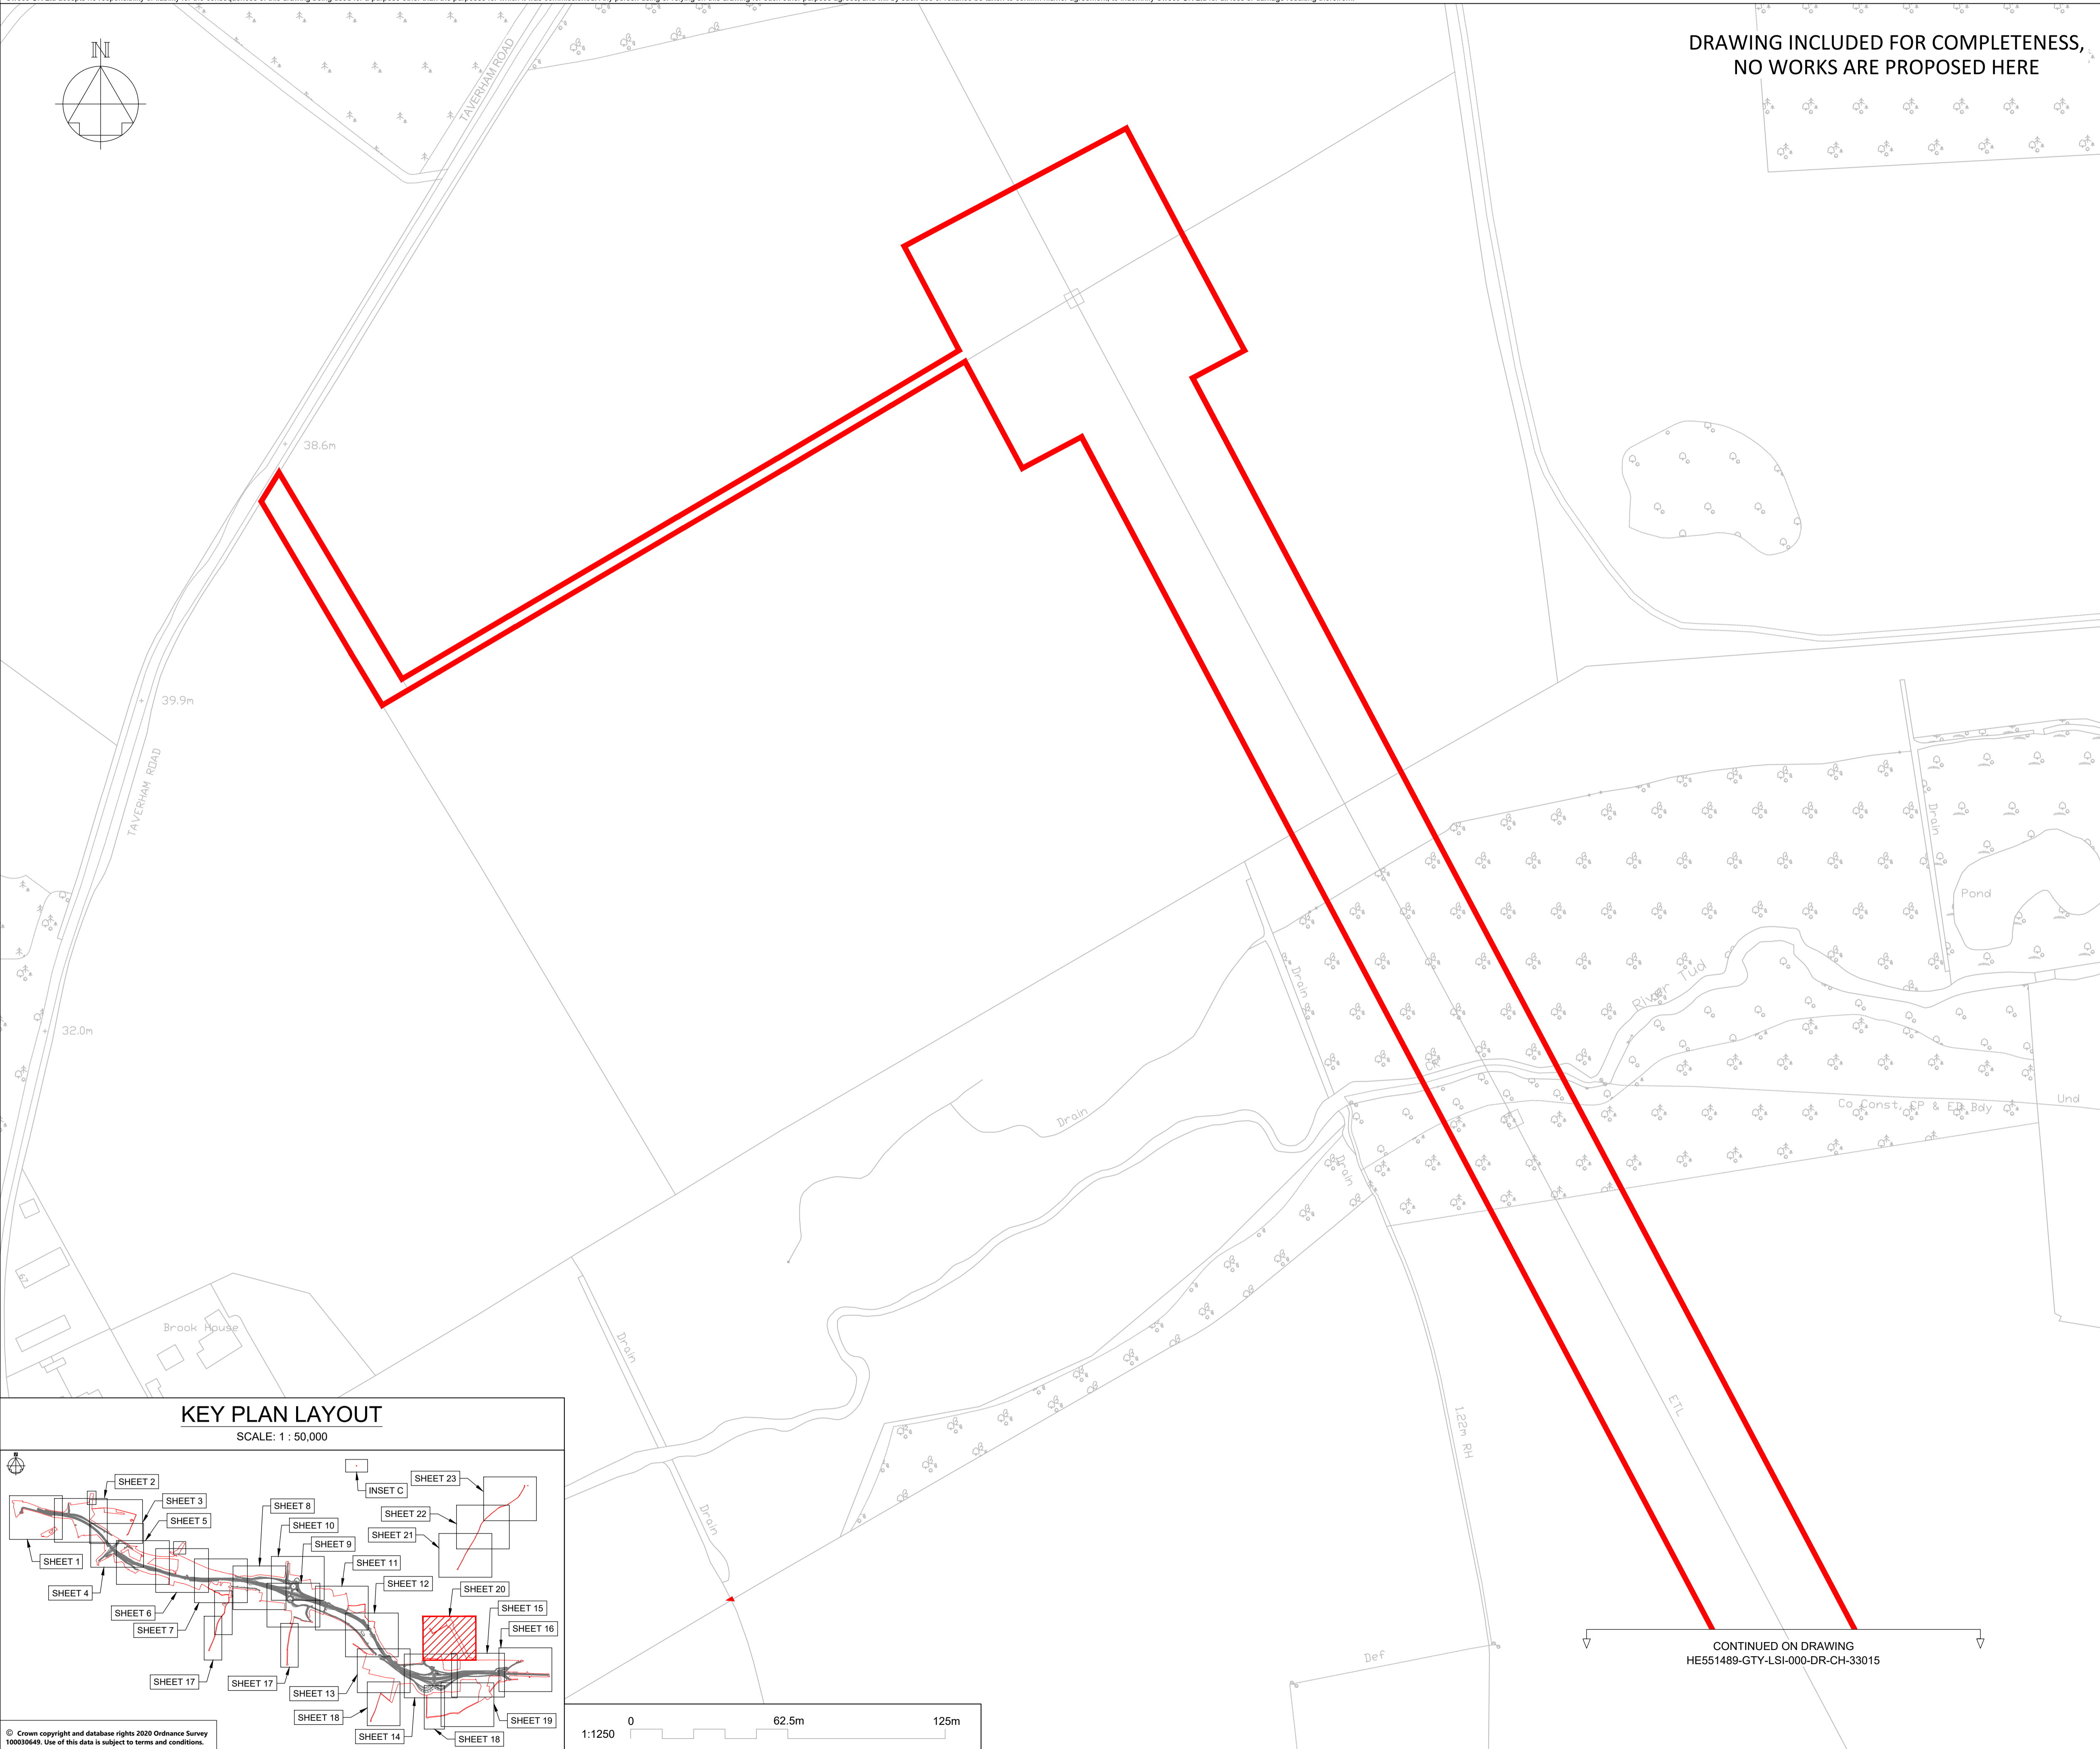 DRAWING INCLUDED FOR COMPLETENESS,
NO WORKS ARE PROPOSED HERE
N
TAVERHAM ROAD
38.6m
39.9m
TAVERHAM ROAD
32.0m
Drain
Pond
River Tud
Drain
CR
Co Const, CP & ED Bdy
Und
Drain
Drain
67
Brook House
Drain
ETL
1.22m RH
Drain
Def
CONTINUED ON DRAWING
HE551489-GTY-LSI-000-DR-CH-33015
KEY PLAN LAYOUT
SCALE: 1 : 50,000
N
SHEET 2
SHEET 3
SHEET 5
SHEET 1
SHEET 4
SHEET 6
SHEET 7
SHEET 17
SHEET 17
SHEET 8
SHEET 10
SHEET 9
SHEET 11
SHEET 12
INSET C
SHEET 23
SHEET 22
SHEET 21
SHEET 20
SHEET 15
SHEET 16
SHEET 13
SHEET 18
SHEET 14
SHEET 18
SHEET 19
© Crown copyright and database rights 2020 Ordnance Survey
100030649. Use of this data is subject to terms and conditions.
1:1250
0 62.5m 125m